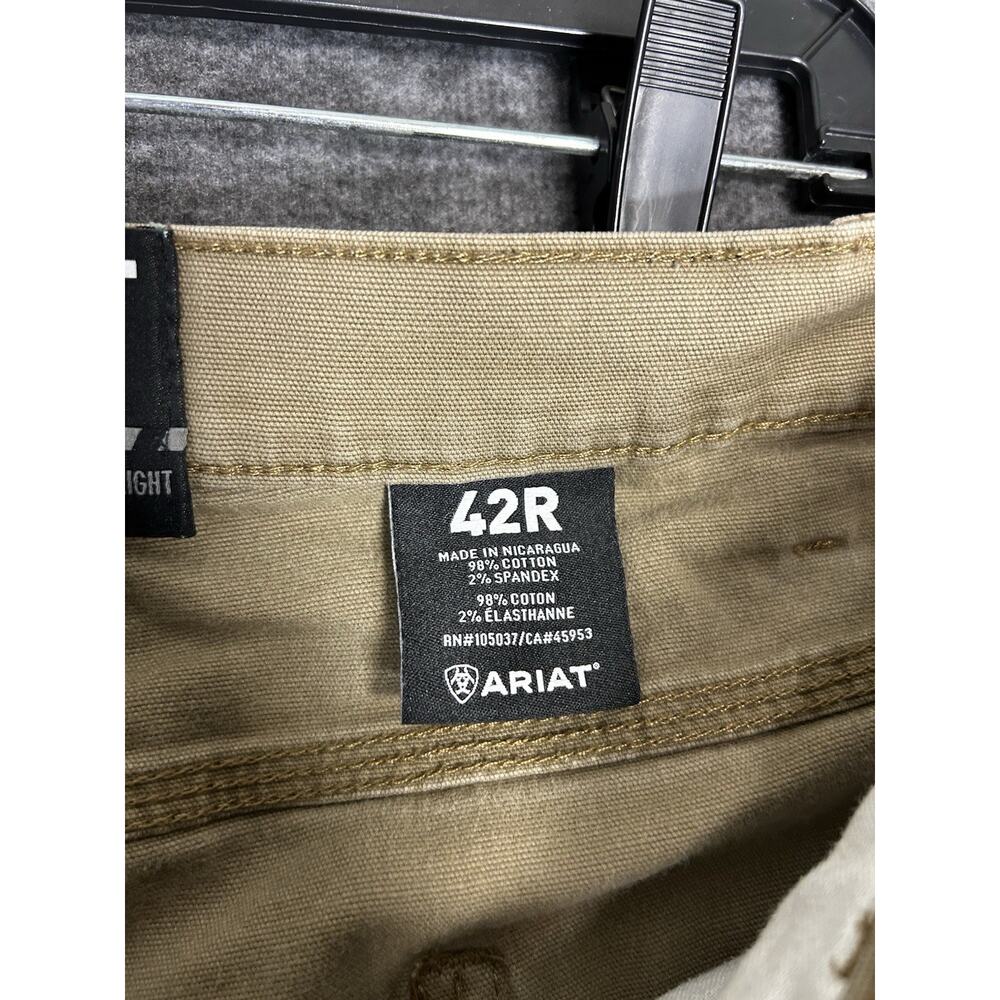 42R
MADE IN NICARAGUA
98% COTTON
2% SPANDEX
98% COTON
2% ÉLASTHANNE
RN#105037/CA#45953
ARIAT®